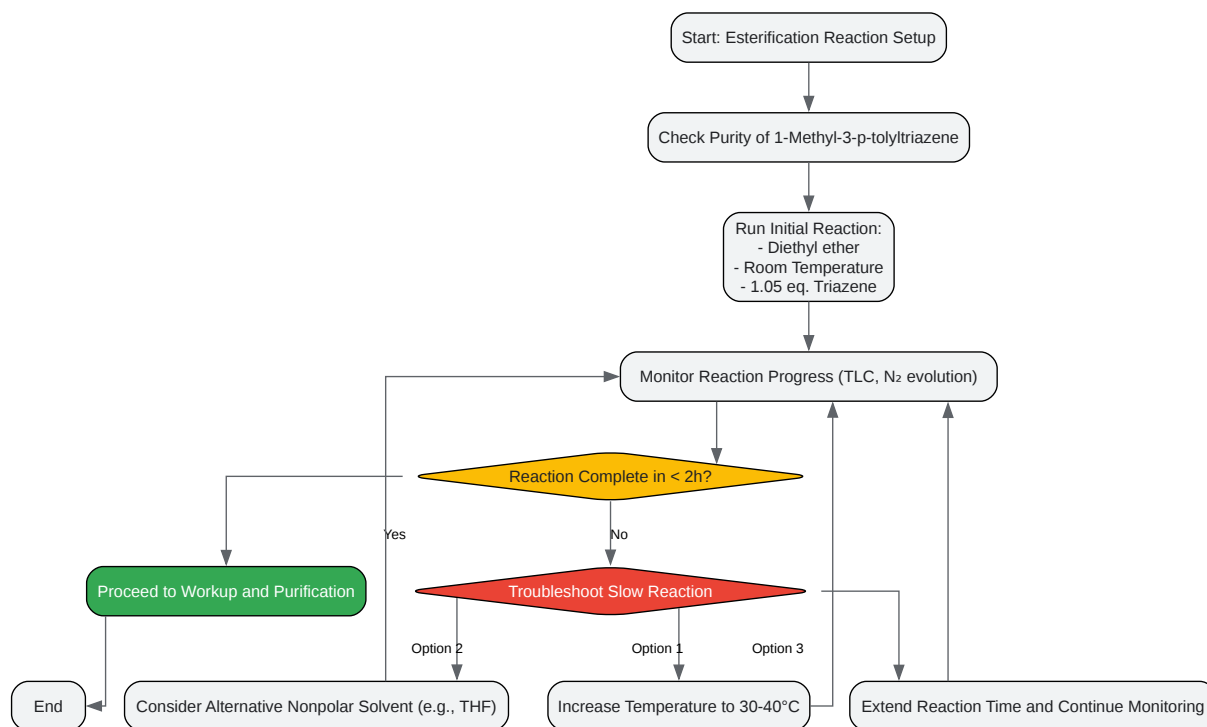 Start: Esterification Reaction Setup
Check Purity of 1-Methyl-3-p-tolyltriazene
Run Initial Reaction:
- Diethyl ether
- Room Temperature
- 1.05 eq. Triazene
Monitor Reaction Progress (TLC, N₂ evolution)
Reaction Complete in < 2h?
Yes
No
Proceed to Workup and Purification
Troubleshoot Slow Reaction
Option 2
Option 1
Option 3
End
Consider Alternative Nonpolar Solvent (e.g., THF)
Increase Temperature to 30-40°C
Extend Reaction Time and Continue Monitoring